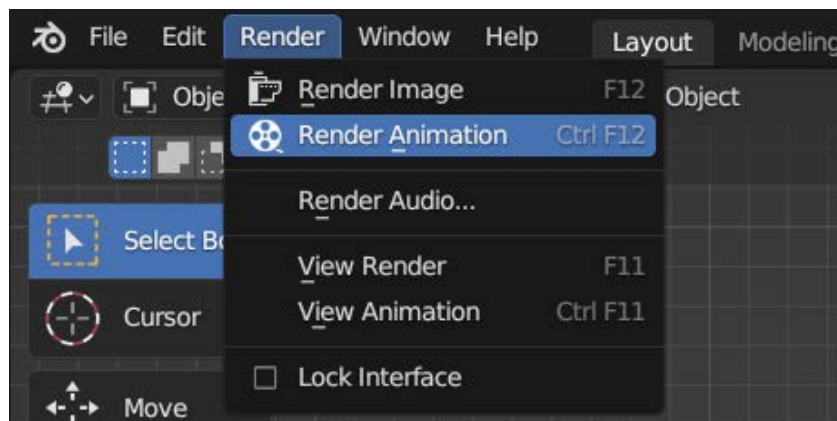 File Edit Render Window Help Layout Modeling
Obje Render Image F12 Object
Render Animation Ctrl F12
Render Audio...
Select Bo
View Render F11
Cursor View Animation Ctrl F11
Lock Interface
Move